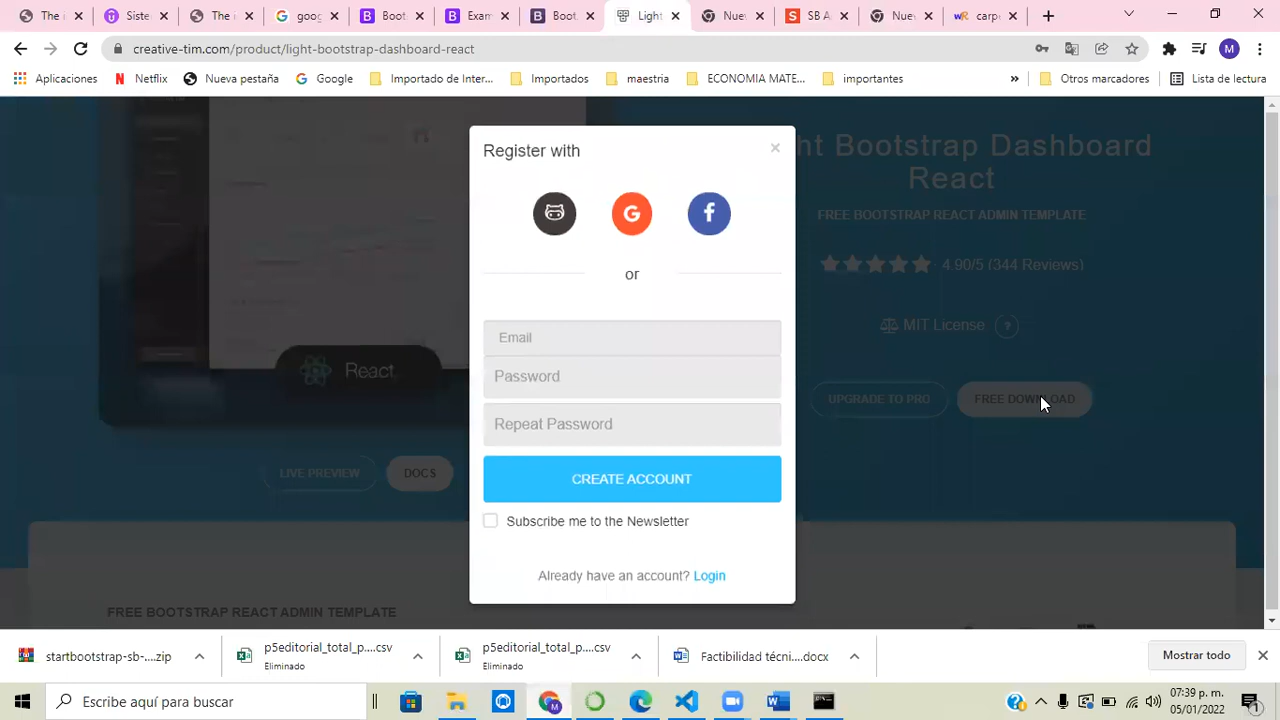 The
Siste
The
goog
Boot
Exam
Boot
Light
Nue
SB A
Nue
wR carp
creative-tim.com/product/light-bootstrap-dashboard-react
M
Aplicaciones
Netflix
Nueva pestaña
Google
Importado de Inter...
Importados
maestria
ECONOMIA MATE...
importantes
»
Otros marcadores
Lista de lectura
Register with
×
or
Email
Password
Repeat Password
CREATE ACCOUNT
Subscribe me to the Newsletter
Already have an account? Login
ht Bootstrap Dashboard
React
FREE BOOTSTRAP REACT ADMIN TEMPLATE
4.90/5 (344 Reviews)
MIT License ?
UPGRADE TO PRO
FREE DOWNLOAD
React
LIVE PREVIEW
DOCS
FREE BOOTSTRAP REACT ADMIN TEMPLATE
startbootstrap-sb-....zip
p5editorial_total_p....csv
Eliminado
p5editorial_total_p....csv
Eliminado
Factibilidad técni....docx
Mostrar todo
Escribe aquí para buscar
07:39 p. m.
05/01/2022